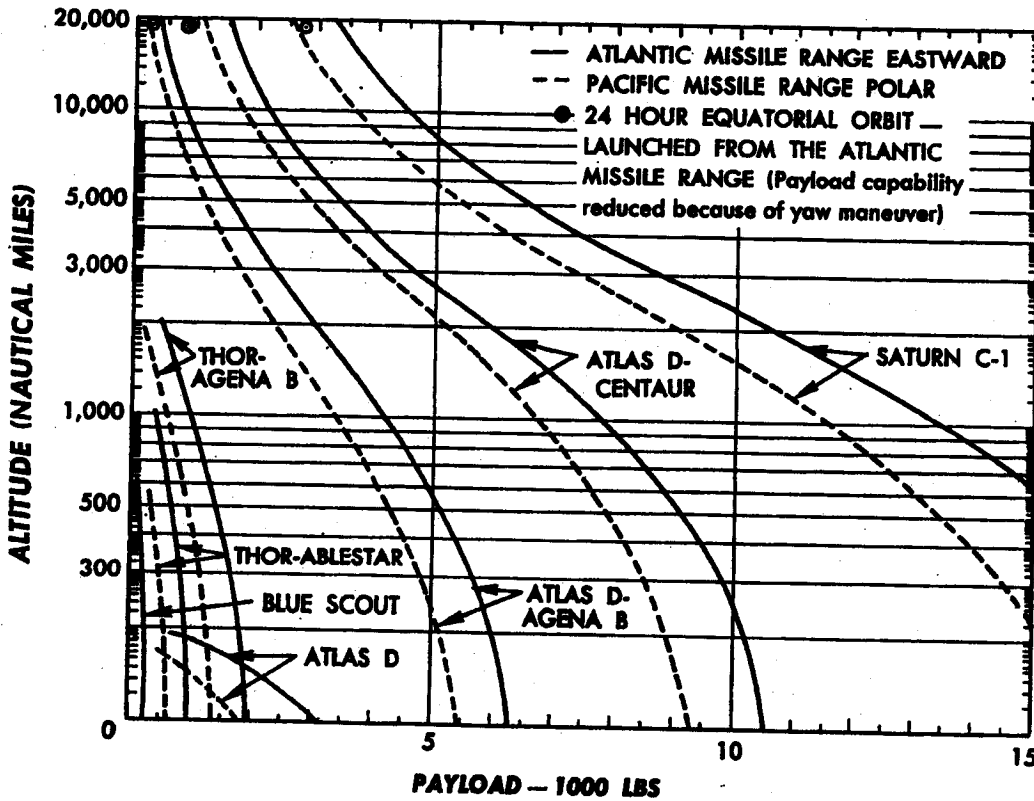 20,000
10,000
5,000
3,000
1,000
500
300
0
ALTITUDE (NAUTICAL MILES)
ATLANTIC MISSILE RANGE EASTWARD
PACIFIC MISSILE RANGE POLAR
24 HOUR EQUATORIAL ORBIT —
LAUNCHED FROM THE ATLANTIC
MISSILE RANGE (Payload capability
reduced because of yaw maneuver)
THOR-
AGENA B
ATLAS D-
CENTAUR
SATURN C-1
THOR-ABLESTAR
BLUE SCOUT
ATLAS D-
AGENA B
ATLAS D
5
10
15
PAYLOAD — 1000 LBS